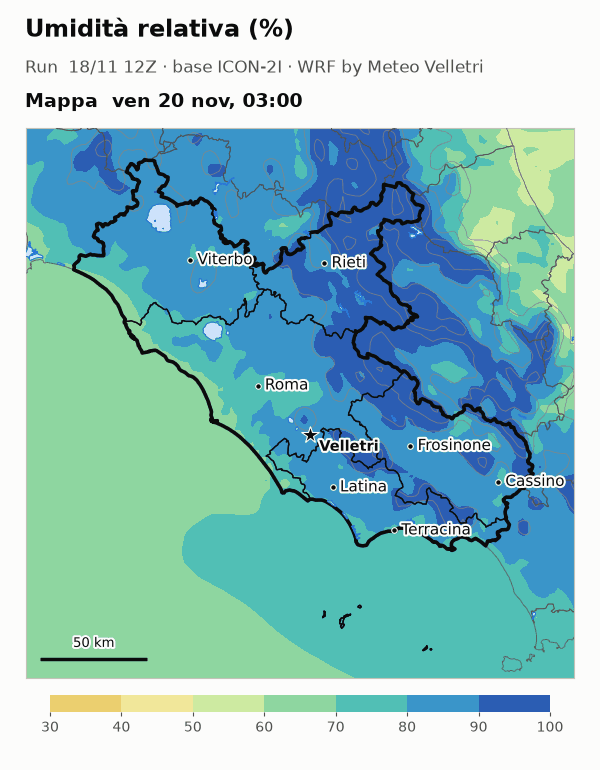 Umidità relativa (%)
Run 18/11 12Z · base ICON-2I · WRF by Meteo Velletri
Mappa ven 20 nov, 03:00
Viterbo
Rieti
Roma
Velletri
Frosinone
Latina
Cassino
Terracina
50 km
30 40 50 60 70 80 90 100